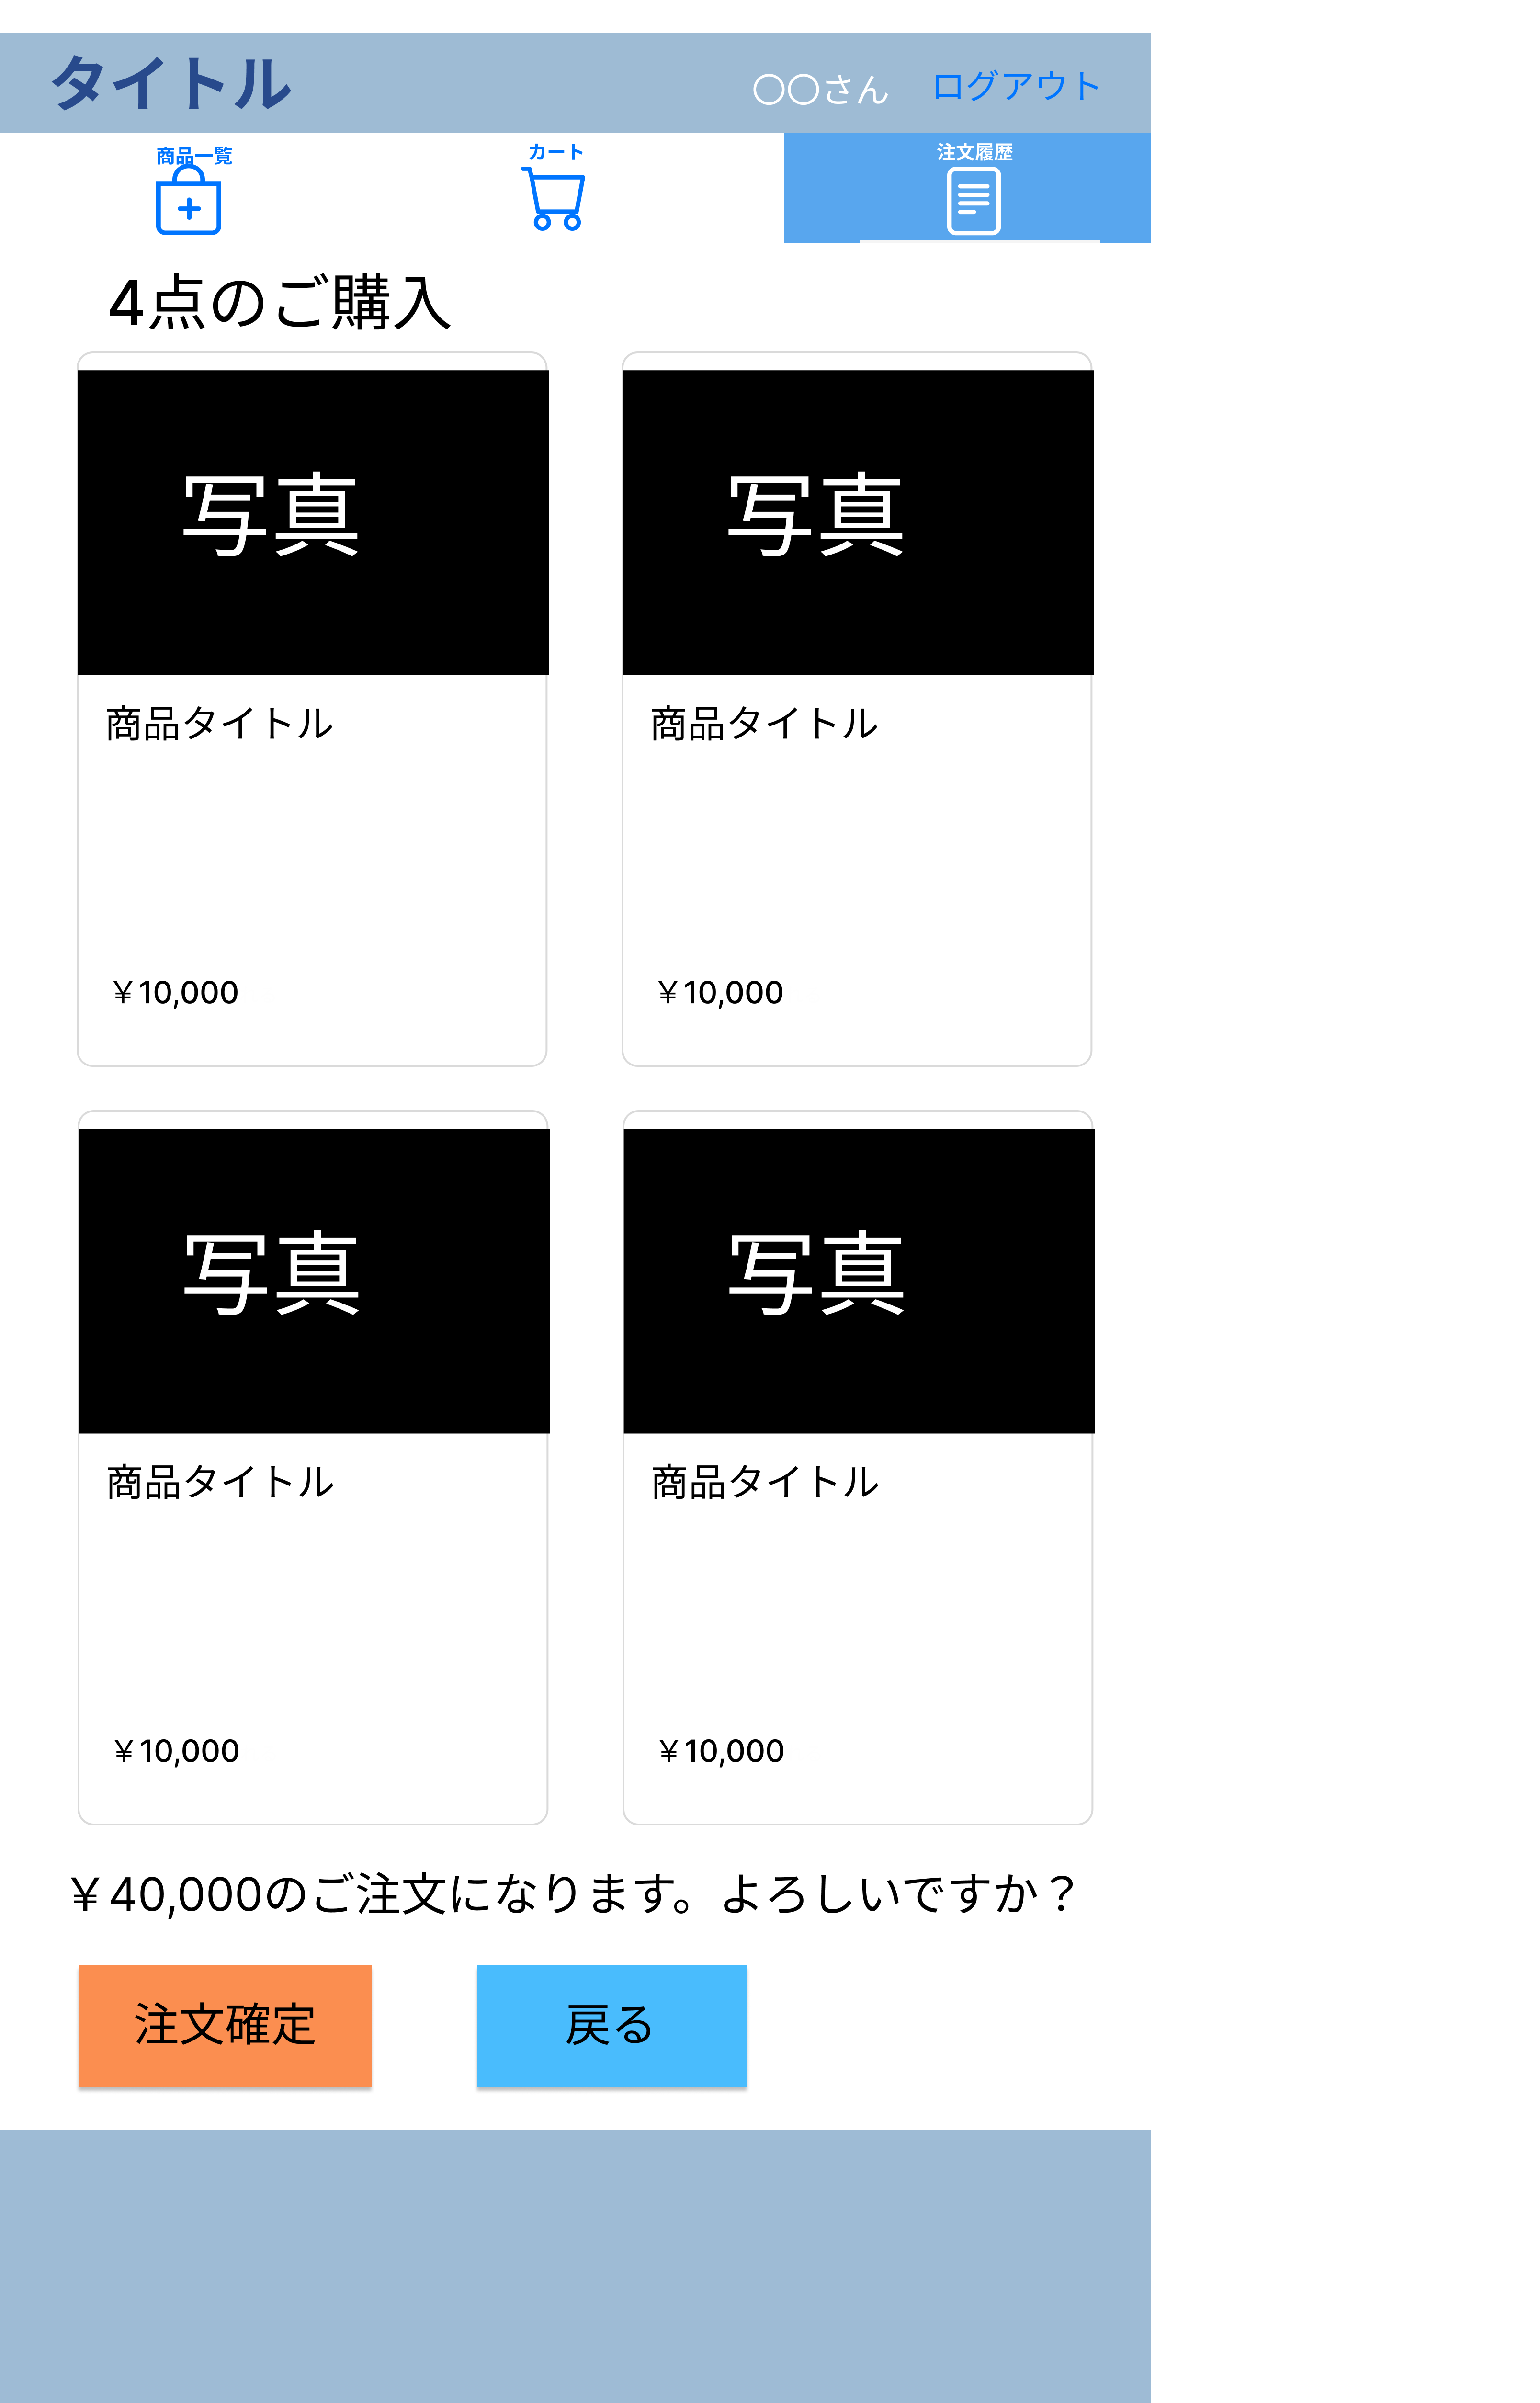 タイトル
〇〇さん
ログアウト
商品一覧
カート
注文履歴
4点のご購入
写真
写真
商品タイトル
商品タイトル
￥10,000
￥10,000
写真
写真
商品タイトル
商品タイトル
￥10,000
￥10,000
￥40,000のご注文になります。よろしいですか？
注文確定
戻る